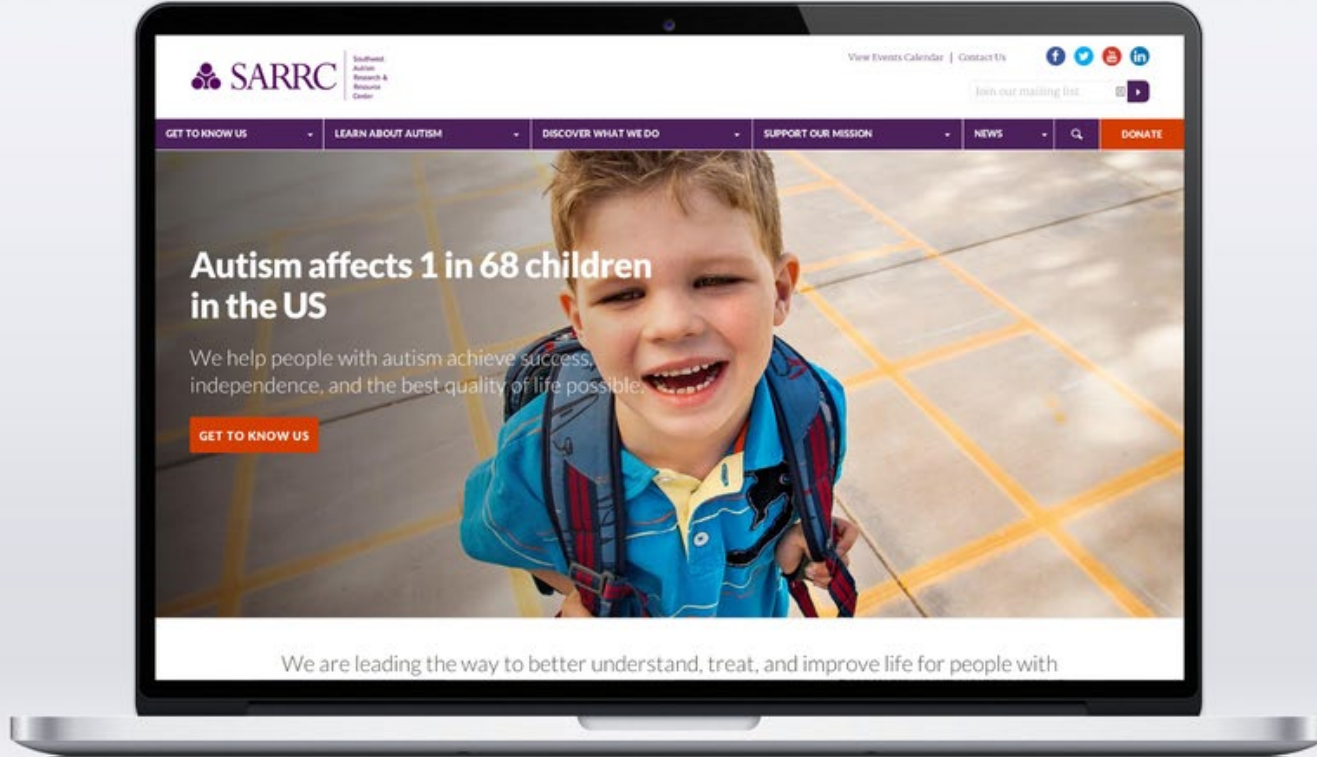 SARRC
Southwest
Autism
Research &
Resource
Center
View Events Calendar | Contact Us
Join our mailing list
GET TO KNOW US
LEARN ABOUT AUTISM
DISCOVER WHAT WE DO
SUPPORT OUR MISSION
NEWS
DONATE
Autism affects 1 in 68 children
in the US
We help people with autism achieve success,
independence, and the best quality of life possible.
GET TO KNOW US
We are leading the way to better understand, treat, and improve life for people with